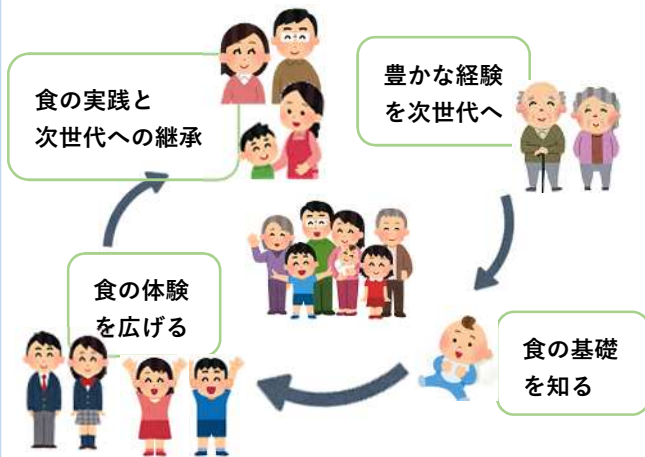 食の実践と
次世代への継承
豊かな経験
を次世代へ
食の体験
を広げる
食の基礎
を知る